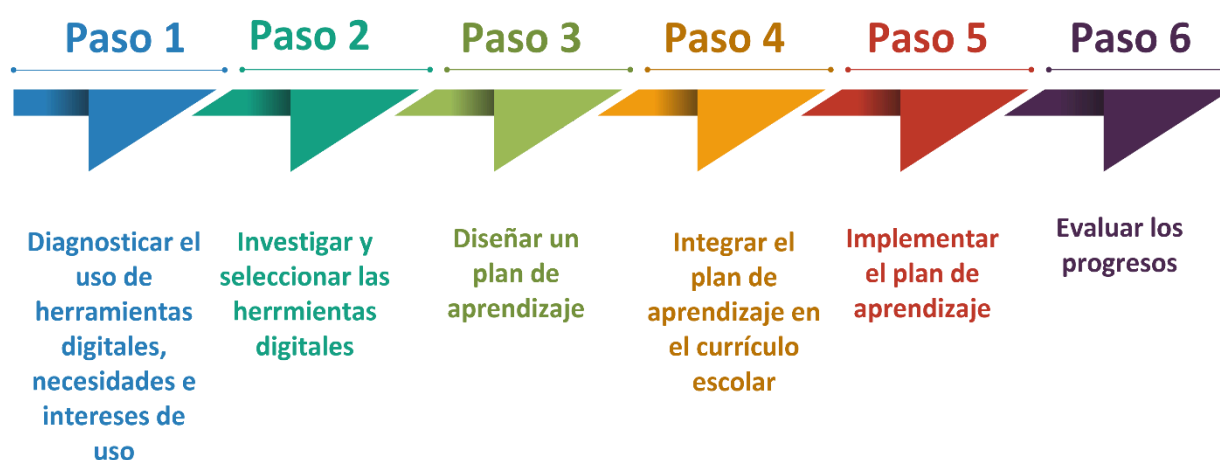 Paso 1
Paso 2
Paso 3
Paso 4
Paso 5
Paso 6
Diagnosticar el
uso de
herramientas
digitales,
necesidades e
intereses de
uso
Investigar y
seleccionar las
herrmientas
digitales
Diseñar un
plan de
aprendizaje
Integrar el
plan de
aprendizaje en
el currículo
escolar
Implementar
el plan de
aprendizaje
Evaluar los
progresos